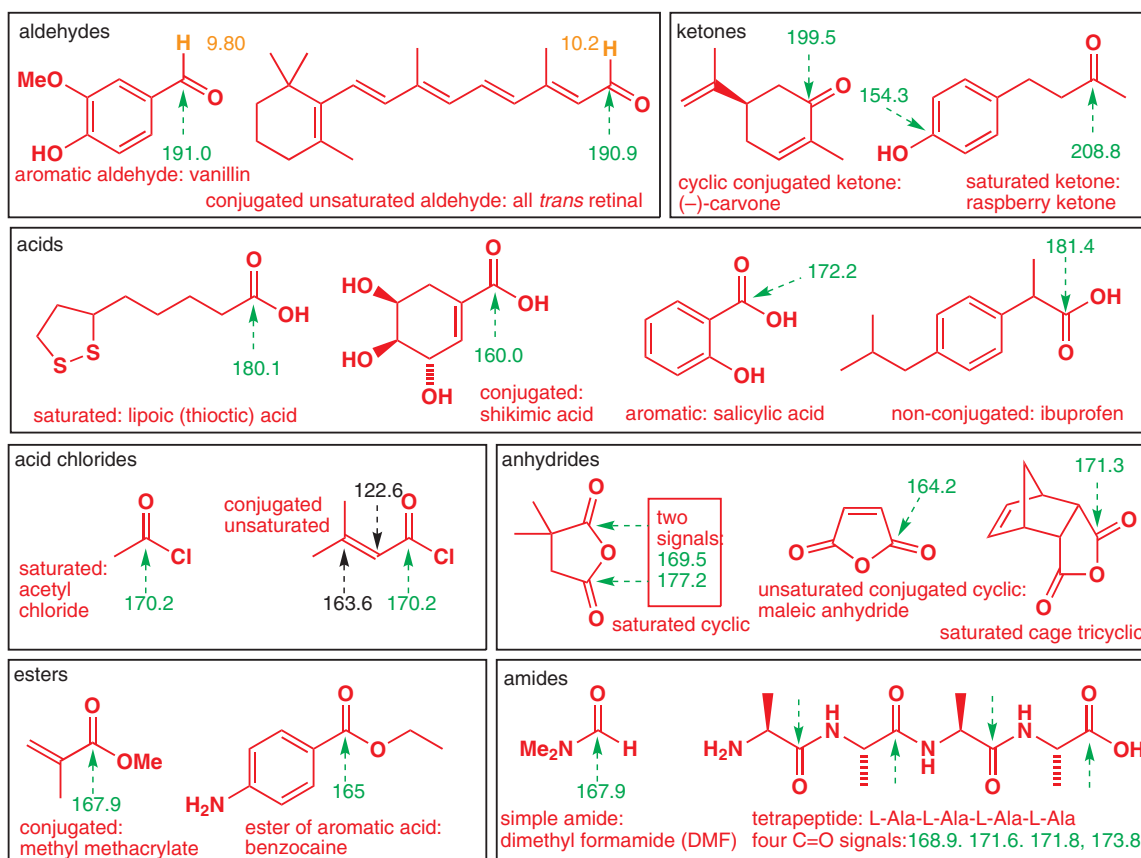 aldehydes
H 9.80
MeO
O
HO
191.0
aromatic aldehyde: vanillin
10.2 H
O
190.9
conjugated unsaturated aldehyde: all trans retinal
ketones
199.5
O
cyclic conjugated ketone:
(–)-carvone
O
154.3
HO
208.8
saturated ketone:
raspberry ketone
acids
O
OH
S
S
180.1
saturated: lipoic (thioctic) acid
O
HO
OH
HO
OH
160.0
conjugated:
shikimic acid
O
172.2
OH
OH
aromatic: salicylic acid
181.4
OH
O
non-conjugated: ibuprofen
acid chlorides
O
Cl
saturated:
acetyl
chloride
170.2
conjugated
unsaturated
122.6
O
Cl
163.6
170.2
anhydrides
O
O
O
two
signals:
169.5
177.2
saturated cyclic
164.2
O
O
O
unsaturated conjugated cyclic:
maleic anhydride
171.3
O
O
O
saturated cage tricyclic
esters
O
OMe
167.9
conjugated:
methyl methacrylate
O
O
H2N
165
ester of aromatic acid:
benzocaine
amides
O
Me2N
H
167.9
simple amide:
dimethyl formamide (DMF)
H
N
O
H
N
O
H2N
O
N
H
O
OH
tetrapeptide: L-Ala-L-Ala-L-Ala-L-Ala
four C=O signals:168.9. 171.6. 171.8, 173.8